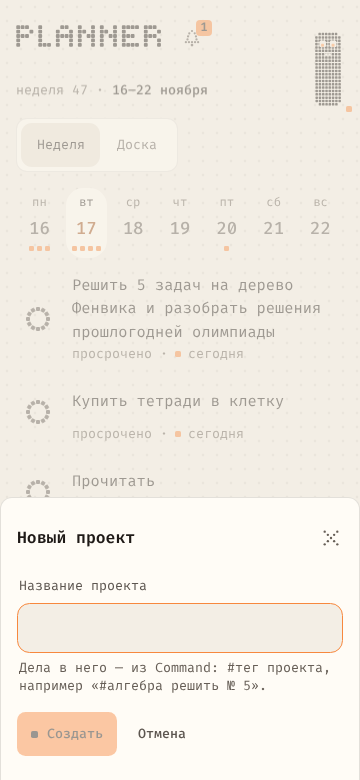 PLANNER 1
неделя 47 · 16–22 ноября
Неделя Доска
пн вт ср чт пт сб вс
16 17 18 19 20 21 22
Решить 5 задач на дерево
Фенвика и разобрать решения
прошлогодней олимпиады
просрочено · сегодня
Купить тетради в клетку
просрочено · сегодня
Прочитать
Новый проект
Название проекта
Дела в него — из Command: #тег проекта,
например «#алгебра решить № 5».
Создать Отмена